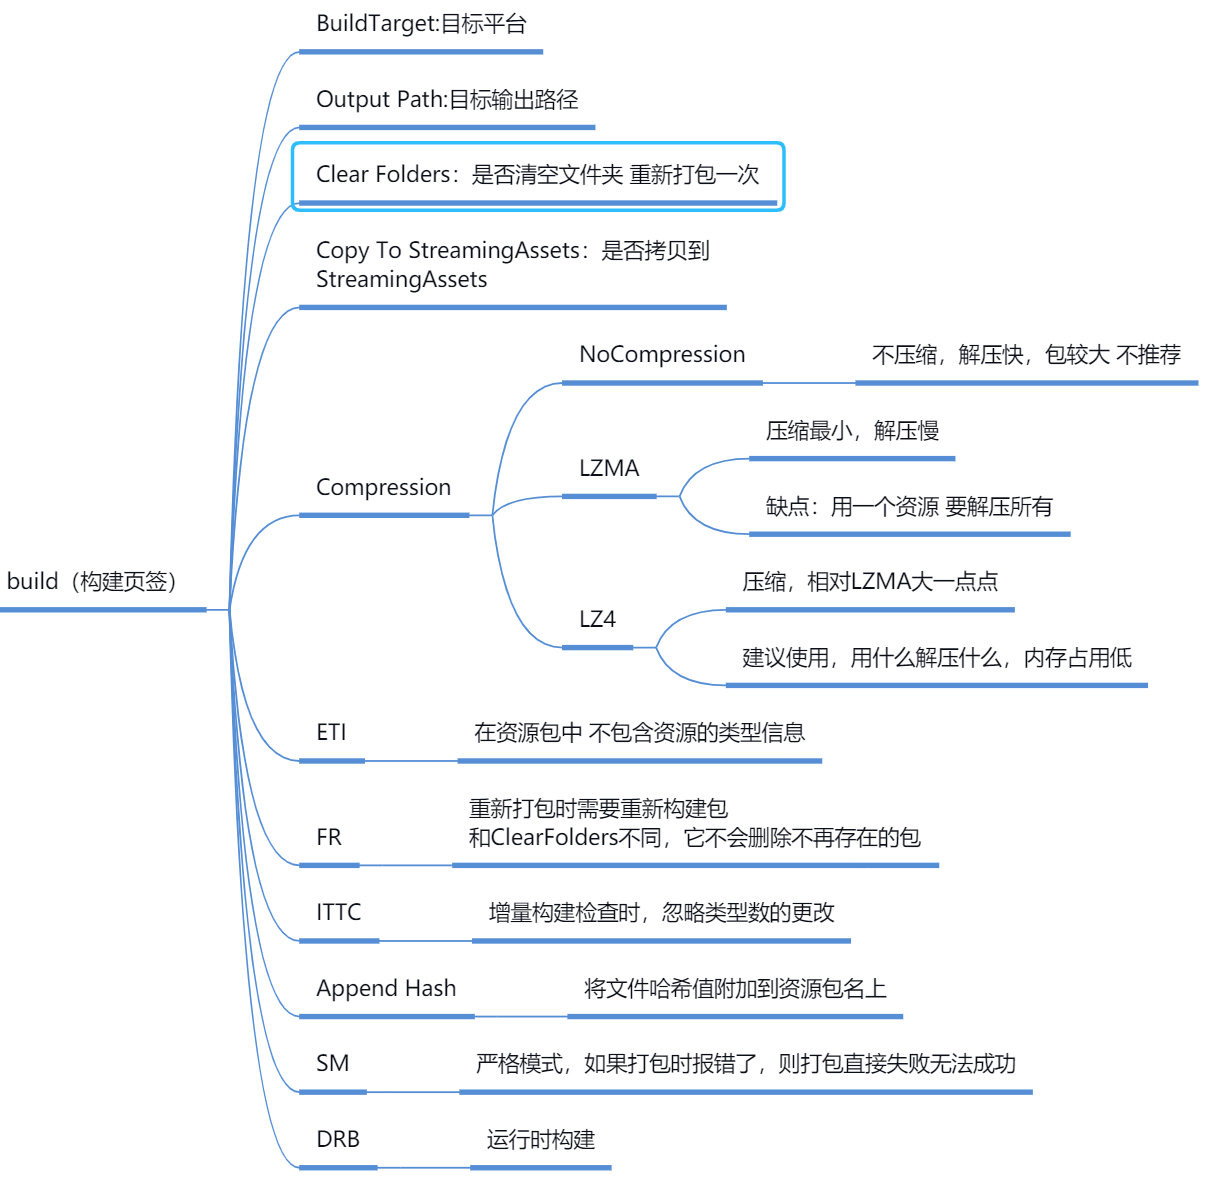 BuildTarget:目标平台
Output Path:目标输出路径
Clear Folders：是否清空文件夹 重新打包一次
Copy To StreamingAssets：是否拷贝到
StreamingAssets
NoCompression
不压缩，解压快，包较大 不推荐
压缩最小，解压慢
LZMA
Compression
缺点：用一个资源 要解压所有
build（构建页签）
压缩，相对LZMA大一点点
LZ4
建议使用，用什么解压什么，内存占用低
ETI
在资源包中 不包含资源的类型信息
重新打包时需要重新构建包
FR
和ClearFolders不同，它不会删除不再存在的包
ITTC
增量构建检查时，忽略类型数的更改
Append Hash
将文件哈希值附加到资源包名上
SM
严格模式，如果打包时报错了，则打包直接失败无法成功
DRB
运行时构建